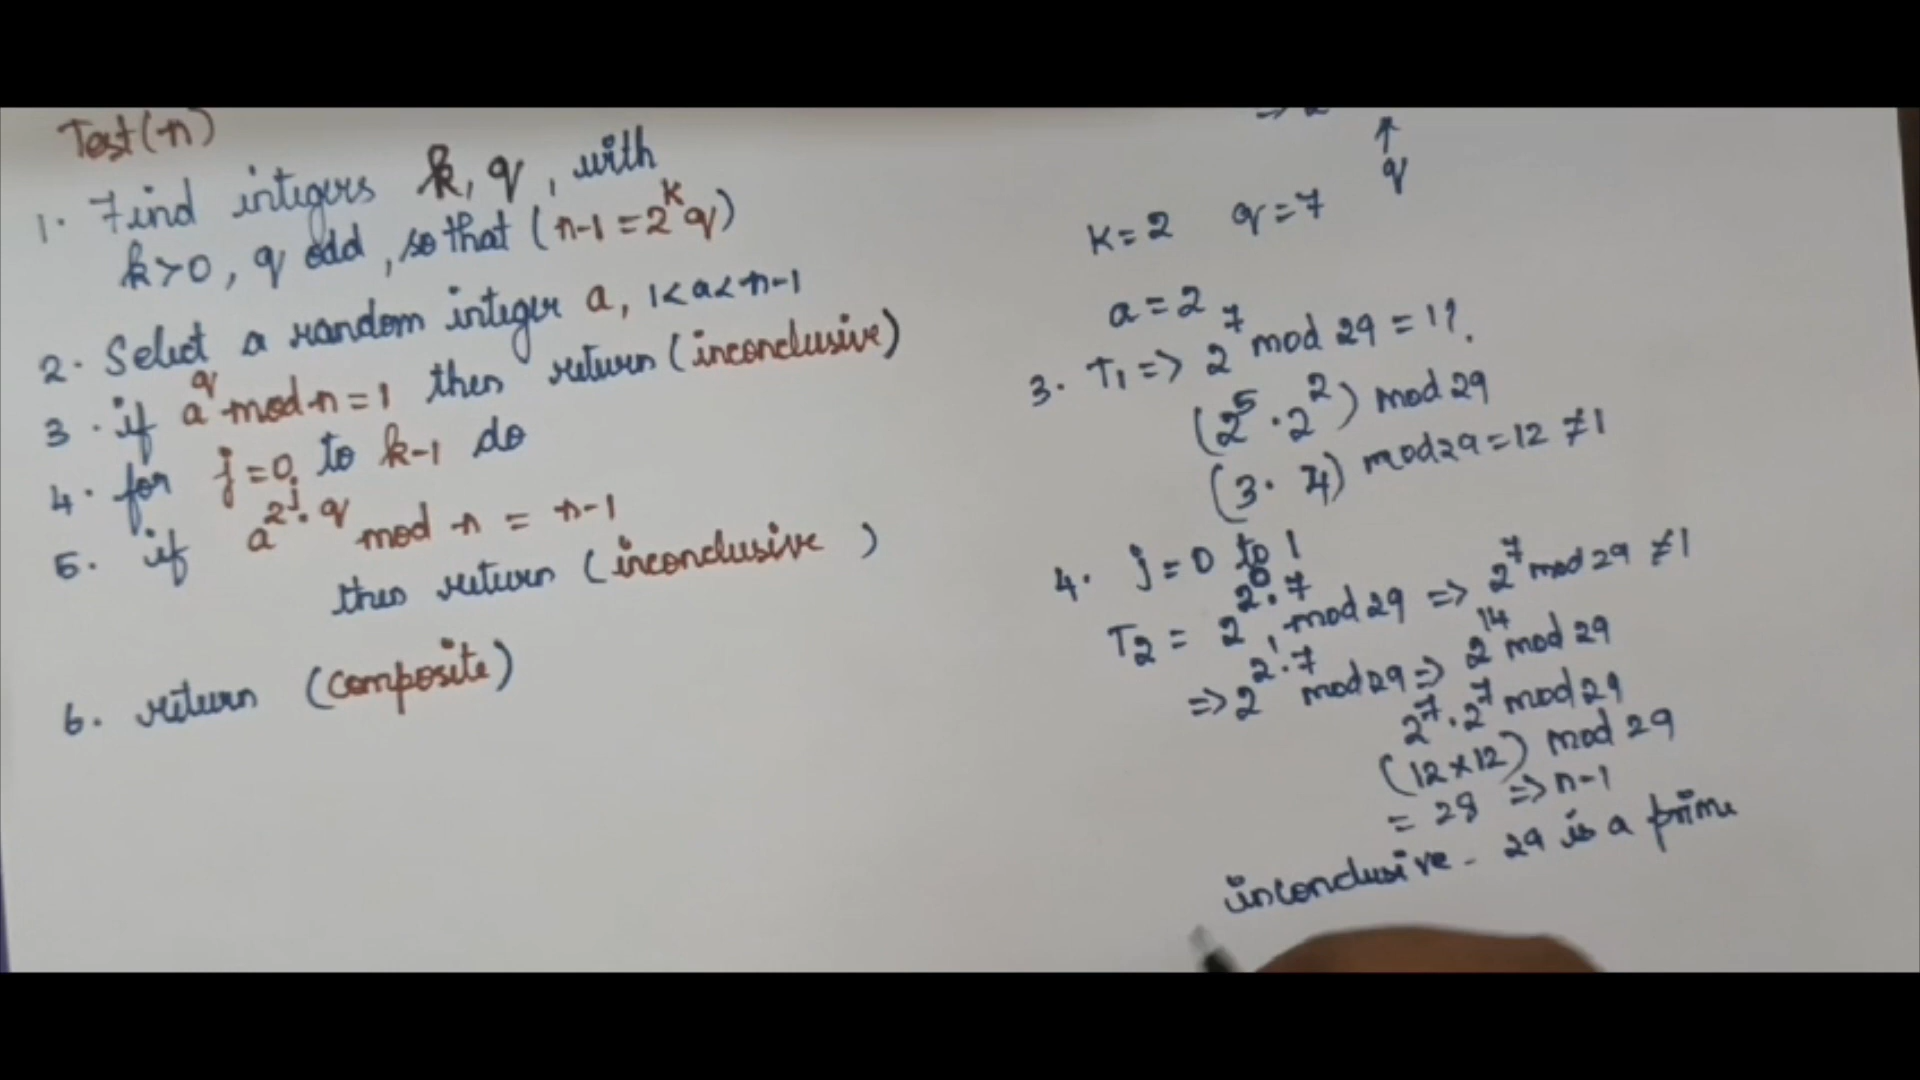 Test(n)
1. Find integers k, q, with
k>0, q odd, so that (n-1=2^k q)
2. Select a random integer a, 1<a<n-1
3. if a^q mod n = 1 then return (inconclusive)
4. for j=0 to k-1 do
5. if a^2^j.q mod n = n-1
then return (inconclusive)
6. return (composite)
q
K=2 q=7
a=2
3. T1 => 2^7 mod 29 = 1?.
(2^5 . 2^2) mod 29
(3. 4) mod 29 = 12 ≠ 1
4. j=0 to 1
T2 = 2^2^0.7 mod 29 => 2^7 mod 29 ≠ 1
=> 2^2^1.7 mod 29 => 2^14 mod 29
2^7 . 2^7 mod 29
(12×12) mod 29
= 28 => n-1
inconclusive - 29 is a prime